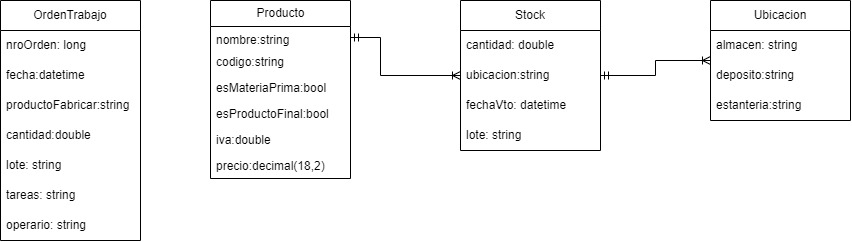 OrdenTrabajo
nroOrden: long
fecha:datetime
productoFabricar:string
cantidad:double
lote: string
tareas: string
operario: string
Producto
nombre:string
codigo:string
esMateriaPrima:bool
esProductoFinal:bool
iva:double
precio:decimal(18,2)
Stock
cantidad: double
ubicacion:string
fechaVto: datetime
lote: string
Ubicacion
almacen: string
deposito:string
estanteria:string